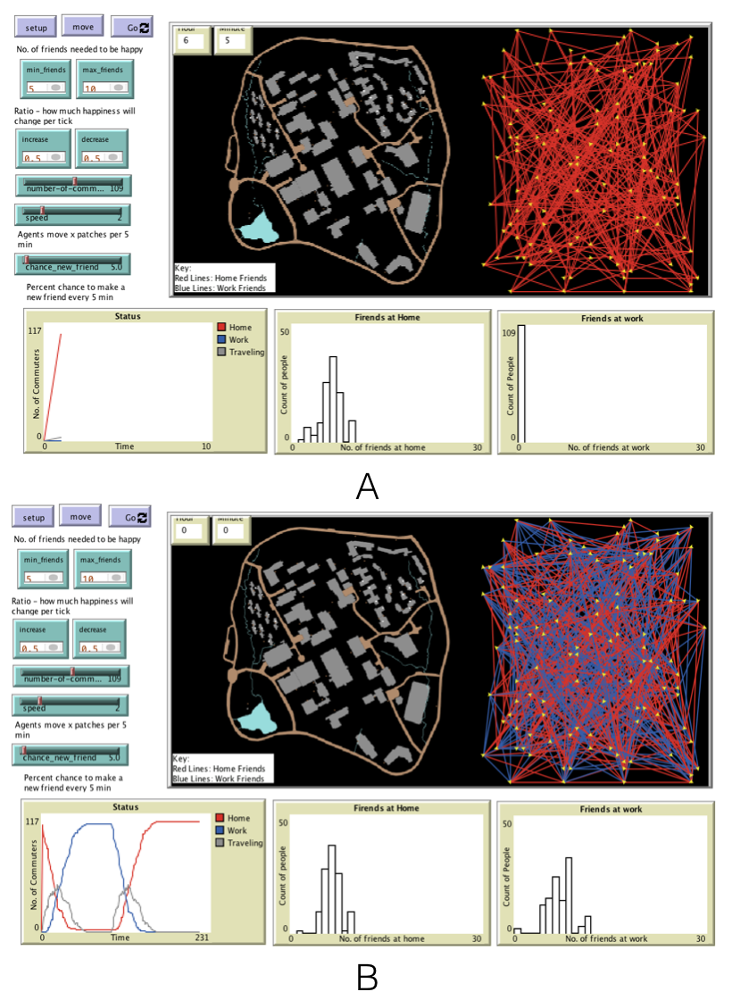 setup
move
Go
Hour
6
Minute
5
No. of friends needed to be happy
min_friends
5
max_friends
10
Ratio - how much happiness will
change per tick
increase
0.5
decrease
0.5
number-of-comm... 109
speed 2
Agents move x patches per 5
min
chance_new_friend 5.0
Percent chance to make a
new friend every 5 min
Key:
Red Lines: Home Friends
Blue Lines: Work Friends
Status
117
No. of Commuters
0
0
Time
10
Home
Work
Traveling
Firends at Home
50
Count of people
0
0
No. of friends at home
30
Friends at work
109
Count of People
0
0
No. of friends at work
30
A
setup
move
Go
Hour
0
Minute
0
No. of friends needed to be happy
min_friends
5
max_friends
10
Ratio - how much happiness will
change per tick
increase
0.5
decrease
0.5
number-of-comm... 109
speed 2
Agents move x patches per 5
min
chance_new_friend 5.0
Percent chance to make a
new friend every 5 min
Key:
Red Lines: Home Friends
Blue Lines: Work Friends
Status
117
No. of Commuters
0
0
Time
231
Home
Work
Traveling
Firends at Home
50
Count of people
0
0
No. of friends at home
30
Friends at work
50
Count of People
0
0
No. of friends at work
30
B